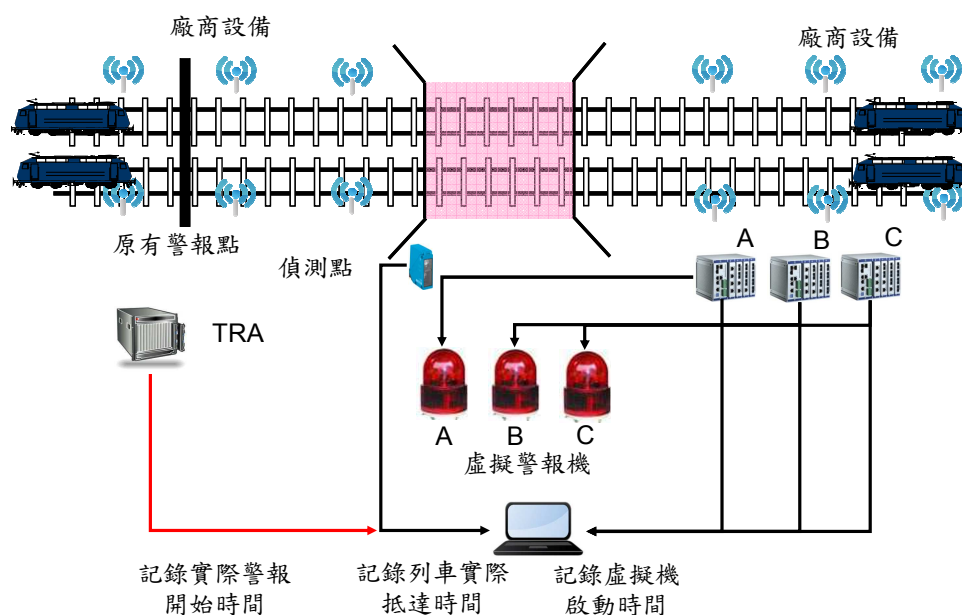 廠商設備
廠商設備
原有警報點
偵測點
A
B
C
TRA
A
B
C
虛擬警報機
記錄實際警報
開始時間
記錄列車實際
抵達時間
記錄虛擬機
啟動時間